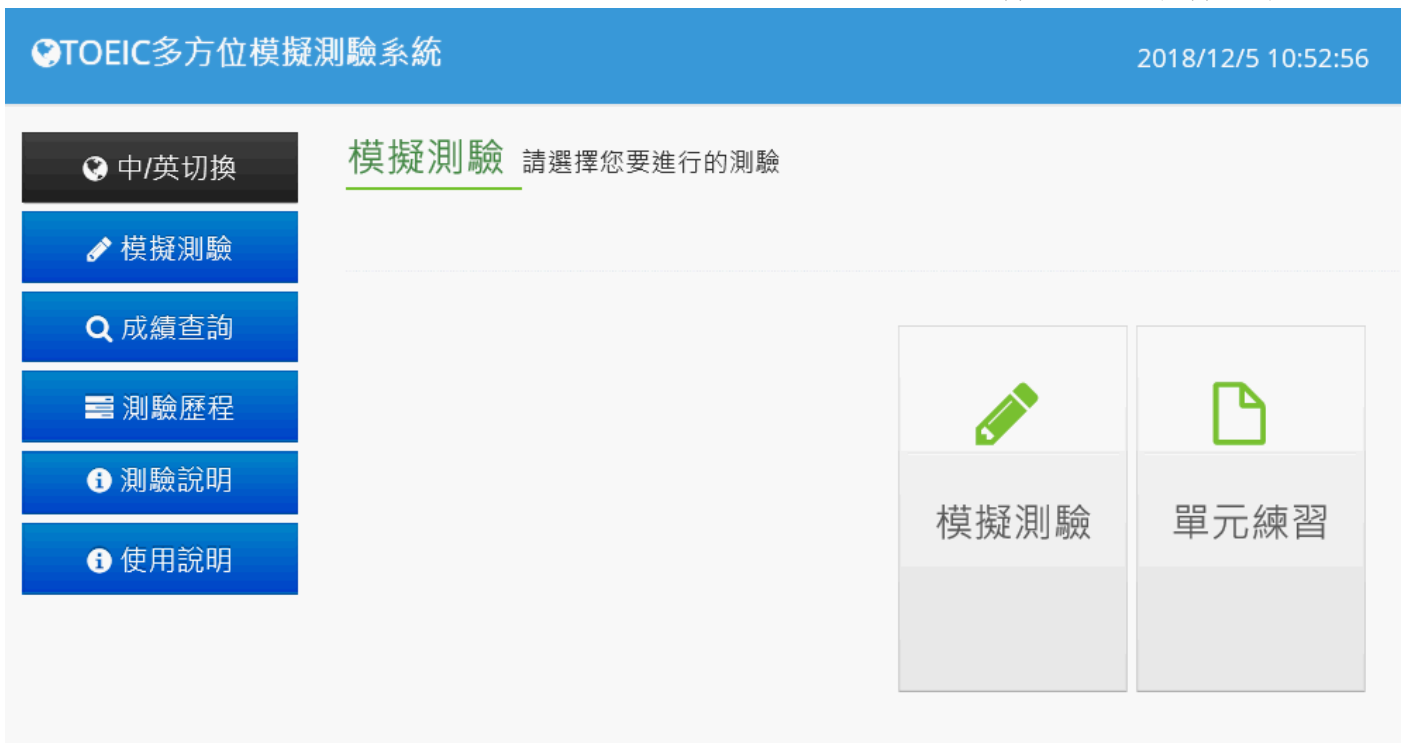 TOEIC多方位模擬測驗系統
2018/12/5 10:52:56
中/英切換
模擬測驗
成績查詢
測驗歷程
測驗說明
使用說明
模擬測驗 請選擇您要進行的測驗
模擬測驗
單元練習